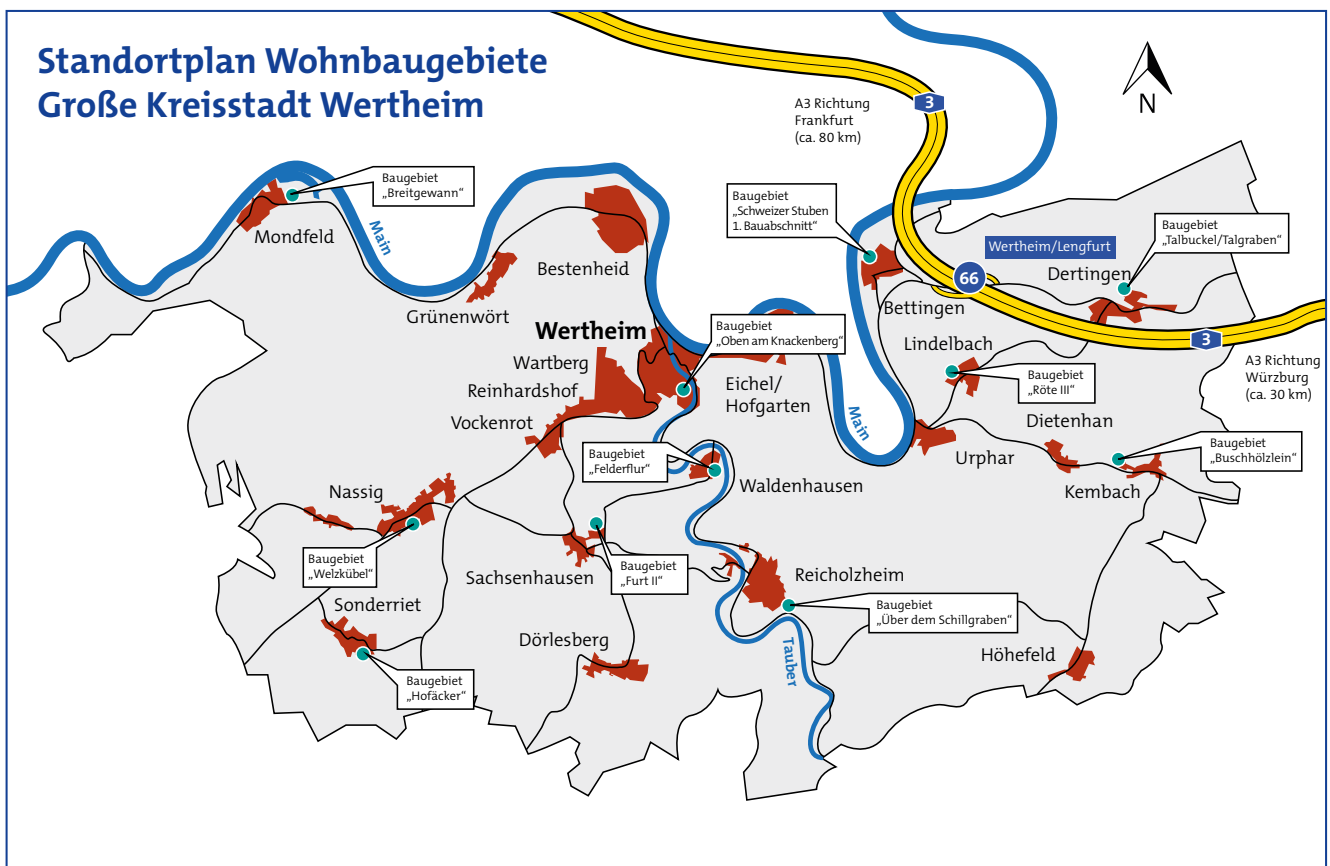 Standortplan Wohnbaugebiete
Große Kreisstadt Wertheim
A3 Richtung
Frankfurt
(ca. 80 km)
3
N
Baugebiet
„Breitgewann“
Mondfeld
Main
Bestenheid
Grünenwört
Baugebiet
„Schweizer Stuben
1. Bauabschnitt“
Wertheim/Lengfurt
66
Baugebiet
„Talbuckel/Talgraben“
Dertingen
Bettingen
3
A3 Richtung
Würzburg
(ca. 30 km)
Wertheim
Wartberg
Reinhardshof
Vockenrot
Baugebiet
„Oben am Knackenberg“
Eichel/
Hofgarten
Main
Lindelbach
Baugebiet
„Röte III“
Dietenhan
Urphar
Kembach
Baugebiet
„Buschhölzlein“
Baugebiet
„Felderflur“
Waldenhausen
Nassig
Baugebiet
„Welzkübel“
Sachsenhausen
Baugebiet
„Furt II“
Reicholzheim
Baugebiet
„Über dem Schillgraben“
Sonderriet
Baugebiet
„Hofäcker“
Dörlesberg
Tauber
Höhefeld